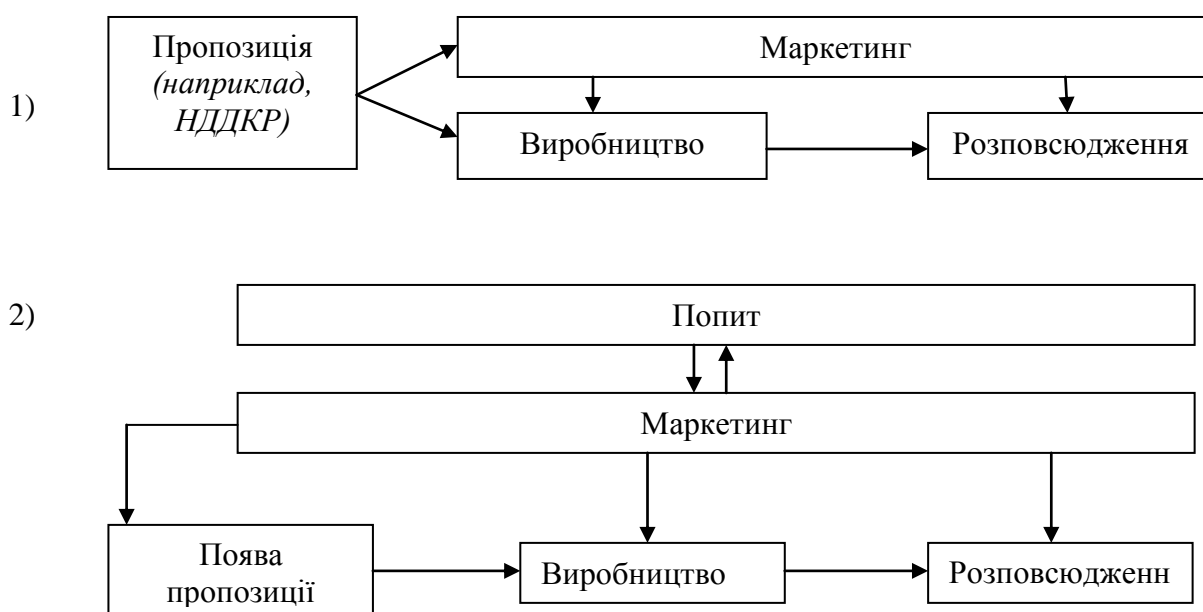 1)
Пропозиція
(наприклад,
НДДКР)
Маркетинг
Виробництво
Розповсюдження
2)
Попит
Маркетинг
Поява
пропозиції
Виробництво
Розповсюдженн